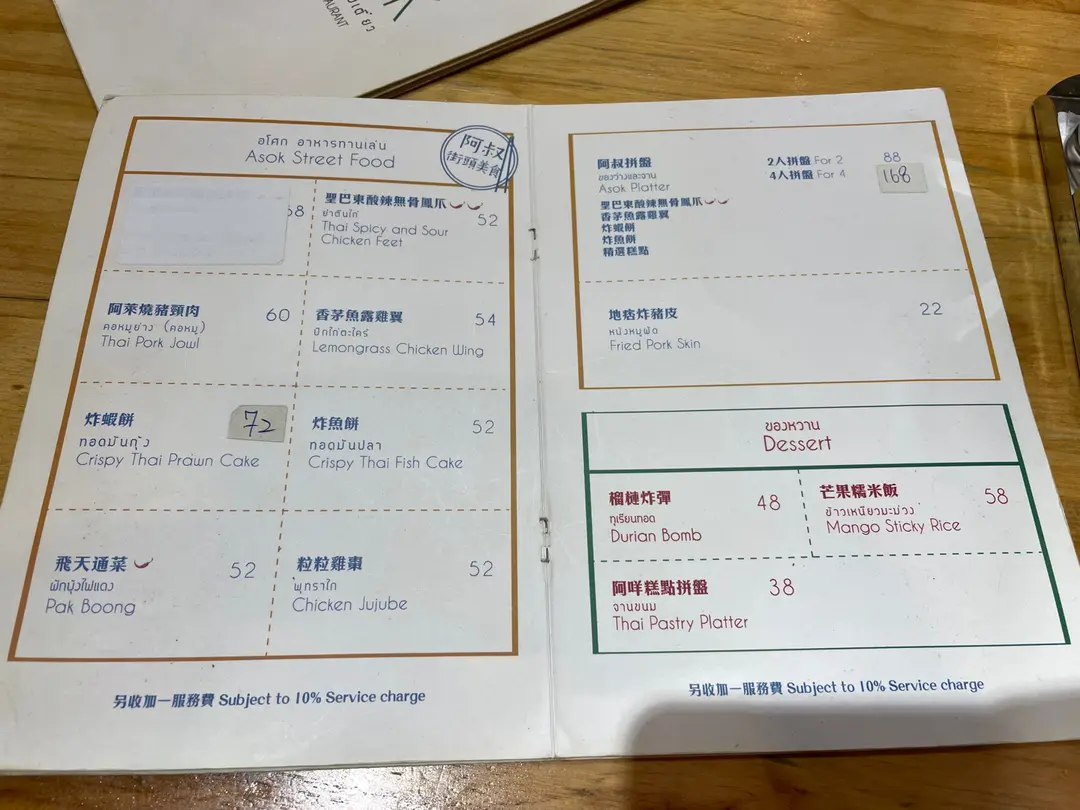 RESTAURANT
อโศก อาหารทานเล่น
Asok Street Food
阿叔
街頭美食
聖巴東酸辣無骨鳳爪
ยำตีนไก่
Thai Spicy and Sour
Chicken Feet
52
阿萊燒豬頸肉
คอหมูย่าง (คอหมู)
Thai Pork Jowl
60
香茅魚露雞翼
ปีกไก่ตะไคร้
Lemongrass Chicken Wing
54
炸蝦餅
ทอดมันกุ้ง
Crispy Thai Prawn Cake
72
炸魚餅
ทอดมันปลา
Crispy Thai Fish Cake
52
飛天通菜
ผักบุ้งไฟแดง
Pak Boong
52
粒粒雞棗
พุทราไก่
Chicken Jujube
52
另收加一服務費 Subject to 10% Service charge
阿叔拼盤
ของว่างและจาน
Asok Platter
2人拼盤 For 2 88
4人拼盤 For 4 168
聖巴東酸辣無骨鳳爪
香茅魚露雞翼
炸蝦餅
炸魚餅
精選糕點
地痞炸豬皮
หนังหมูผัด
Fried Pork Skin
22
ของหวาน
Dessert
榴槤炸彈
ทุเรียนทอด
Durian Bomb
48
芒果糯米飯
ข้าวเหนียวมะม่วง
Mango Sticky Rice
58
阿咩糕點拼盤
จานขนม
Thai Pastry Platter
38
另收加一服務費 Subject to 10% Service charge